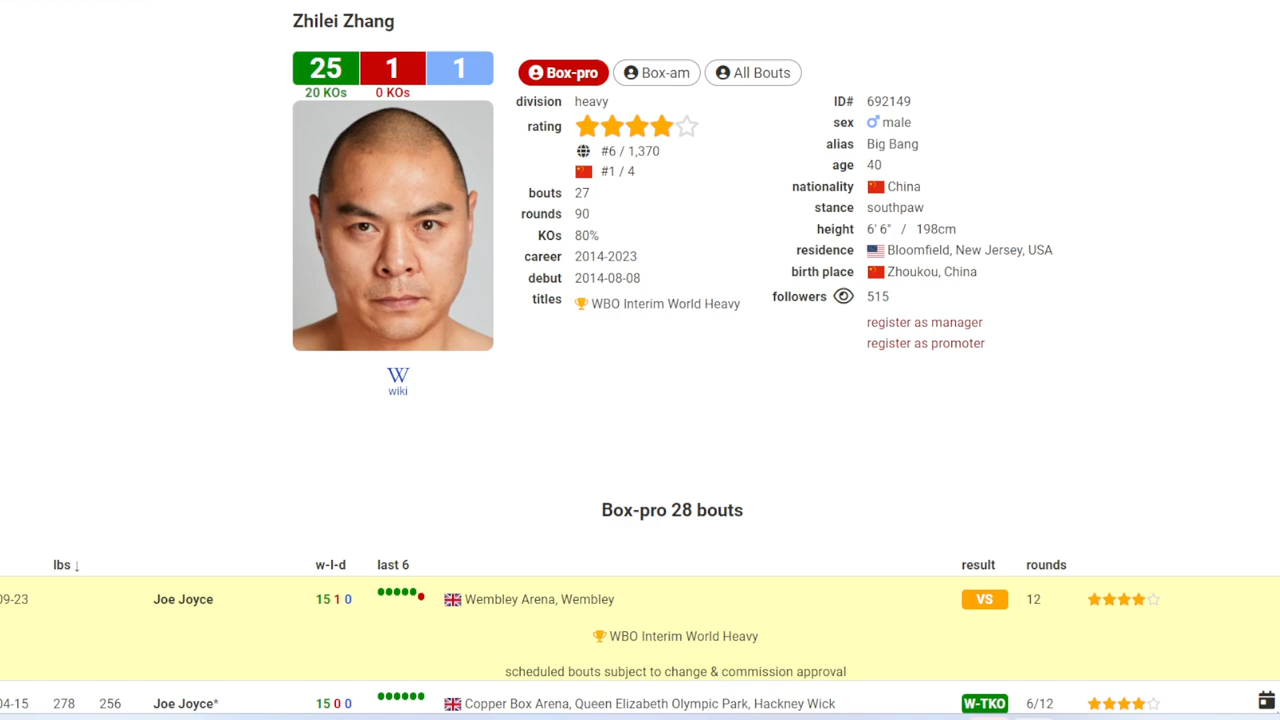 Zhilei Zhang
25 1 1
20 KOs 0 KOs
Box-pro Box-am All Bouts
division heavy
rating
#6 / 1,370
#1 / 4
bouts 27
rounds 90
KOs 80%
career 2014-2023
debut 2014-08-08
titles WBO Interim World Heavy
ID# 692149
sex male
alias Big Bang
age 40
nationality China
stance southpaw
height 6' 6" / 198cm
residence Bloomfield, New Jersey, USA
birth place Zhoukou, China
followers 515
register as manager
register as promoter
W
wiki
Box-pro 28 bouts
lbs ↓ w-l-d last 6 result rounds
09-23 Joe Joyce 15 1 0 Wembley Arena, Wembley VS 12
WBO Interim World Heavy
scheduled bouts subject to change & commission approval
04-15 278 256 Joe Joyce* 15 0 0 Copper Box Arena, Queen Elizabeth Olympic Park, Hackney Wick W-TKO 6/12